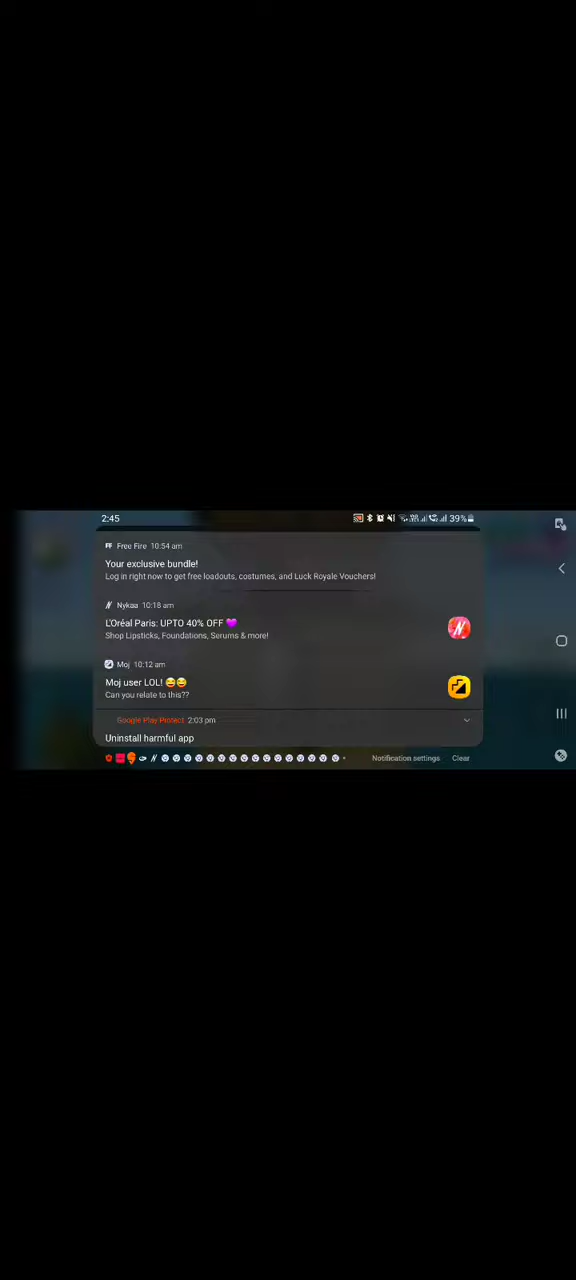 2:45 39%
Free Fire 10:54 am
Your exclusive bundle!
Log in right now to get free loadouts, costumes, and Luck Royale Vouchers!
Nykaa 10:18 am
L'Oréal Paris: UPTO 40% OFF 💜
Shop Lipsticks, Foundations, Serums & more!
Moj 10:12 am
Moj user LOL! 😂😂
Can you relate to this??
Google Play Protect 2:03 pm
Uninstall harmful app
Notification settings Clear